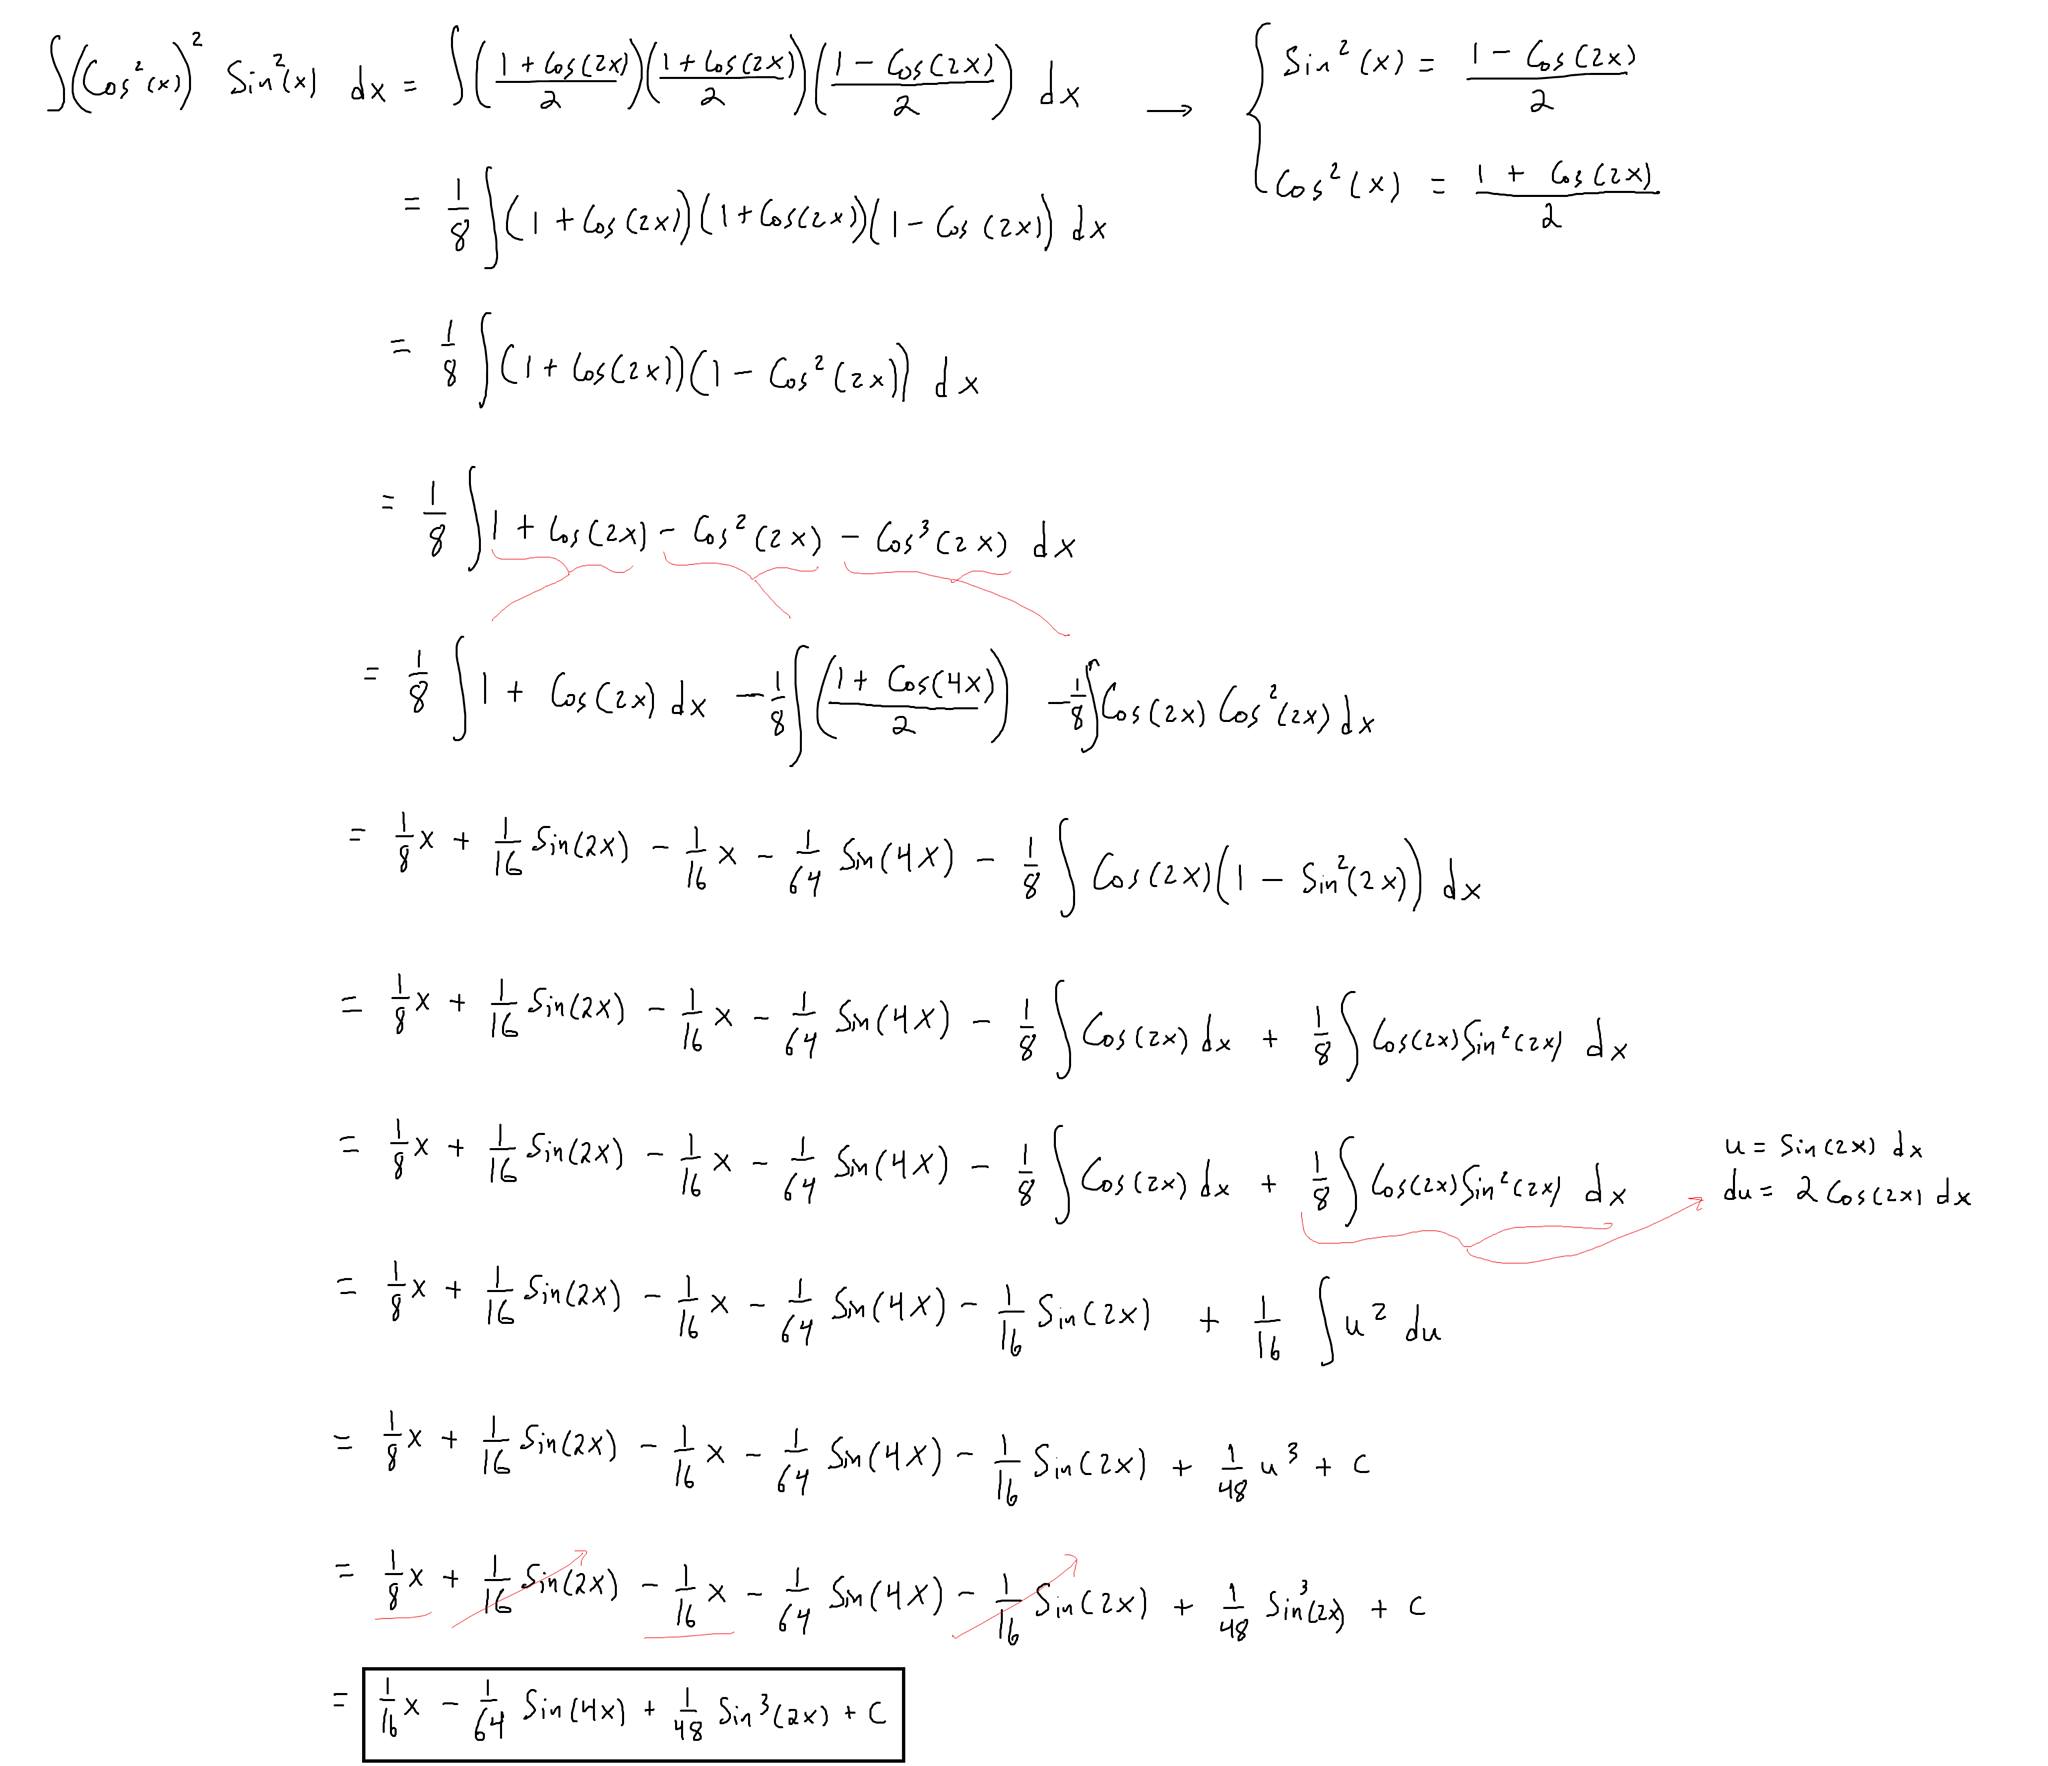 ∫(Cos²(x))² Sin²(x) dx = ∫((1 + Cos(2x))/2)((1 + Cos(2x))/2)((1 − Cos(2x))/2) dx → { Sin²(x) = (1 − Cos(2x))/2
Cos²(x) = (1 + Cos(2x))/2
= 1/8 ∫(1 + Cos(2x))(1 + Cos(2x))(1 − Cos(2x)) dx
= 1/8 ∫(1 + Cos(2x))(1 − Cos²(2x)) dx
= 1/8 ∫1 + Cos(2x) − Cos²(2x) − Cos³(2x) dx
= 1/8 ∫ 1 + Cos(2x) dx − 1/8 ∫((1 + Cos(4x))/2) − 1/8 ∫Cos(2x) Cos²(2x) dx
= 1/8 x + 1/16 Sin(2x) − 1/16 x − 1/64 Sin(4x) − 1/8 ∫ Cos(2x)(1 − Sin²(2x)) dx
= 1/8 x + 1/16 Sin(2x) − 1/16 x − 1/64 Sin(4x) − 1/8 ∫ Cos(2x) dx + 1/8 ∫ Cos(2x) Sin²(2x) dx
= 1/8 x + 1/16 Sin(2x) − 1/16 x − 1/64 Sin(4x) − 1/8 ∫ Cos(2x) dx + 1/8 ∫ Cos(2x) Sin²(2x) dx
u = Sin(2x) dx
du = 2 Cos(2x) dx
= 1/8 x + 1/16 Sin(2x) − 1/16 x − 1/64 Sin(4x) − 1/16 Sin(2x) + 1/16 ∫u² du
= 1/8 x + 1/16 Sin(2x) − 1/16 x − 1/64 Sin(4x) − 1/16 Sin(2x) + 1/48 u³ + C
= 1/8 x + 1/16 Sin(2x) − 1/16 x − 1/64 Sin(4x) − 1/16 Sin(2x) + 1/48 Sin³(2x) + C
= 1/16 x − 1/64 Sin(4x) + 1/48 Sin³(2x) + C